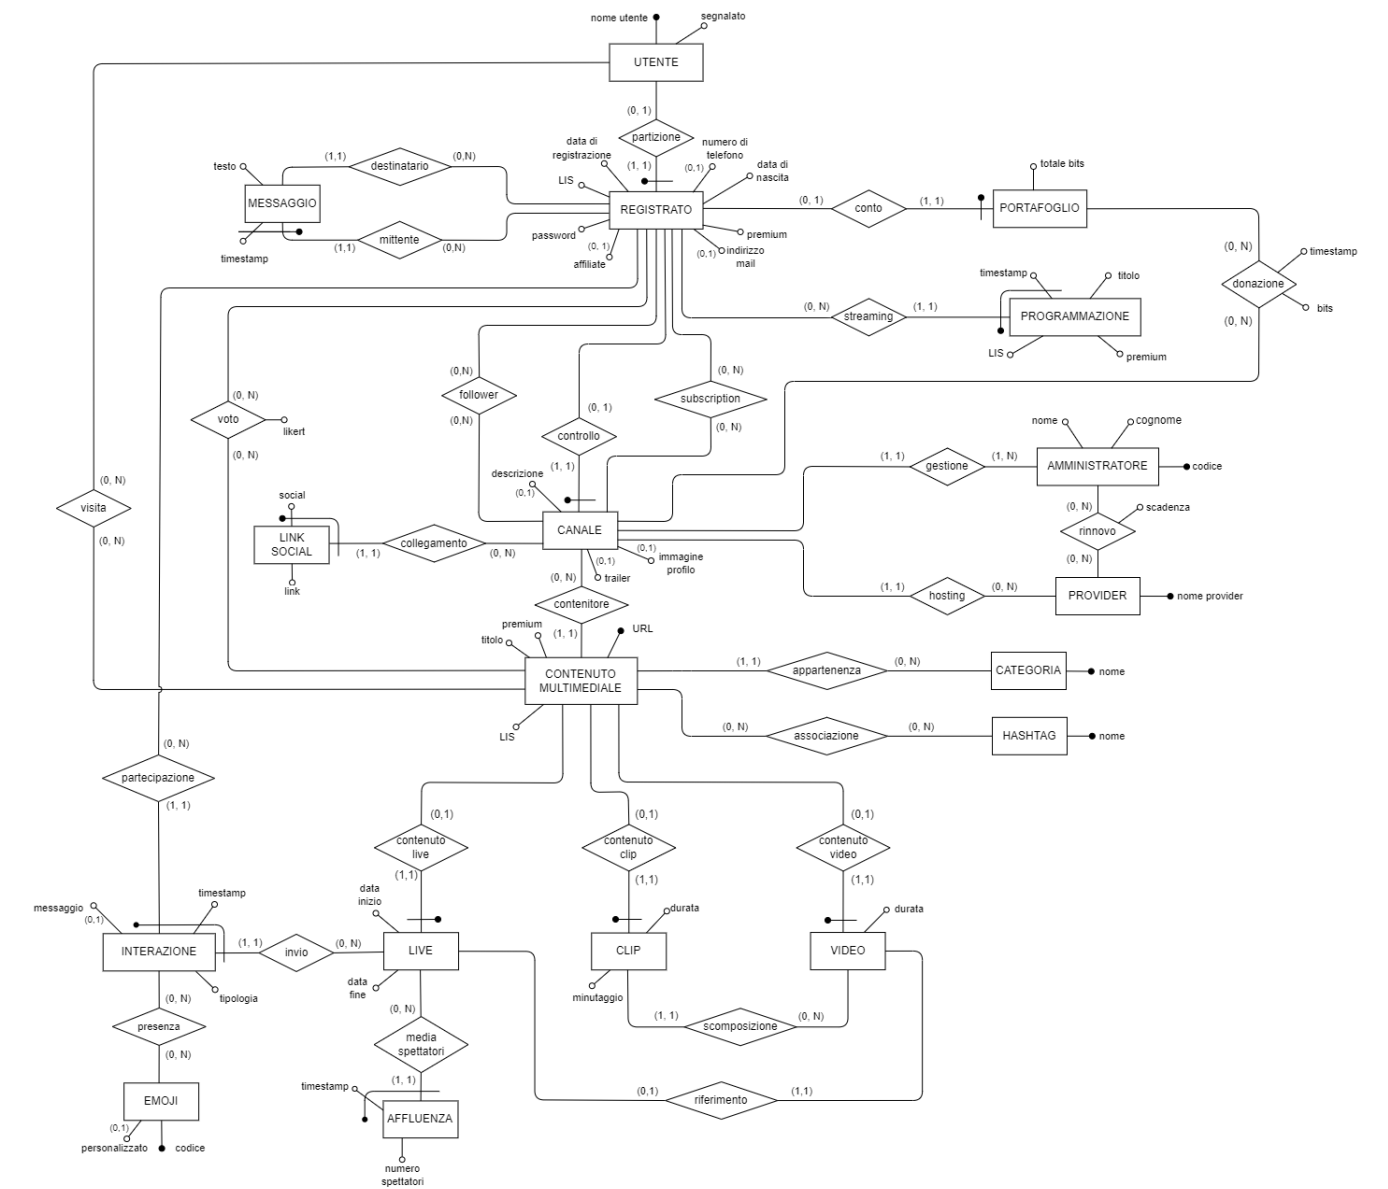 nome utente
segnalato
UTENTE
(0, 1)
partizione
(1, 1)
data di
registrazione
numero di
telefono
(0,1)
data di
nascita
LIS
REGISTRATO
password
(0, 1)
affiliate
premium
(0,1)
indirizzo
mail
testo
(1,1)
destinatario
(0,N)
MESSAGGIO
(1,1)
mittente
(0,N)
timestamp
(0, 1)
conto
(1, 1)
totale bits
PORTAFOGLIO
(0, N)
timestamp
donazione
bits
(0, N)
(0, N)
streaming
(1, 1)
timestamp
titolo
PROGRAMMAZIONE
LIS
premium
(0,N)
follower
(0,N)
(0, N)
subscription
(0, N)
(0, 1)
controllo
(1, 1)
(0, N)
voto
likert
(0, N)
(0, N)
visita
(0, N)
descrizione
(0,1)
CANALE
(0,1)
immagine
profilo
(0,1)
trailer
social
LINK
SOCIAL
link
(1, 1)
collegamento
(0, N)
(1, 1)
gestione
(1, N)
nome
cognome
AMMINISTRATORE
codice
(0, N)
rinnovo
scadenza
(0, N)
(1, 1)
hosting
(0, N)
PROVIDER
nome provider
(0, N)
contenitore
(1, 1)
titolo
premium
URL
CONTENUTO
MULTIMEDIALE
LIS
(1, 1)
appartenenza
(0, N)
CATEGORIA
nome
(0, N)
associazione
(0, N)
HASHTAG
nome
(0, N)
partecipazione
(1, 1)
(0,1)
contenuto
live
(1,1)
(0,1)
contenuto
clip
(1,1)
(0,1)
contenuto
video
(1,1)
messaggio
(0,1)
timestamp
INTERAZIONE
tipologia
(1, 1)
invio
(0, N)
data
inizio
LIVE
data
fine
durata
CLIP
minutaggio
durata
VIDEO
(1, 1)
scomposizione
(0, N)
(0, N)
presenza
(0, N)
EMOJI
(0,1)
personalizzato
codice
(0, N)
media
spettatori
(1, 1)
timestamp
AFFLUENZA
numero
spettatori
(0,1)
riferimento
(1,1)